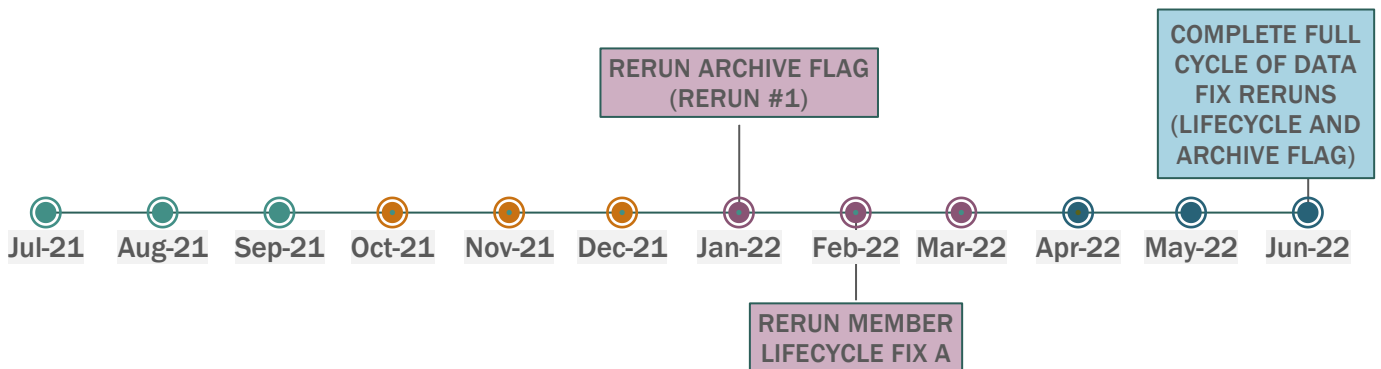 COMPLETE FULL
CYCLE OF DATA
FIX RERUNS
(LIFECYCLE AND
ARCHIVE FLAG)
RERUN ARCHIVE FLAG
(RERUN #1)
Jul-21 Aug-21 Sep-21 Oct-21 Nov-21 Dec-21 Jan-22 Feb-22 Mar-22 Apr-22 May-22 Jun-22
RERUN MEMBER
LIFECYCLE FIX A